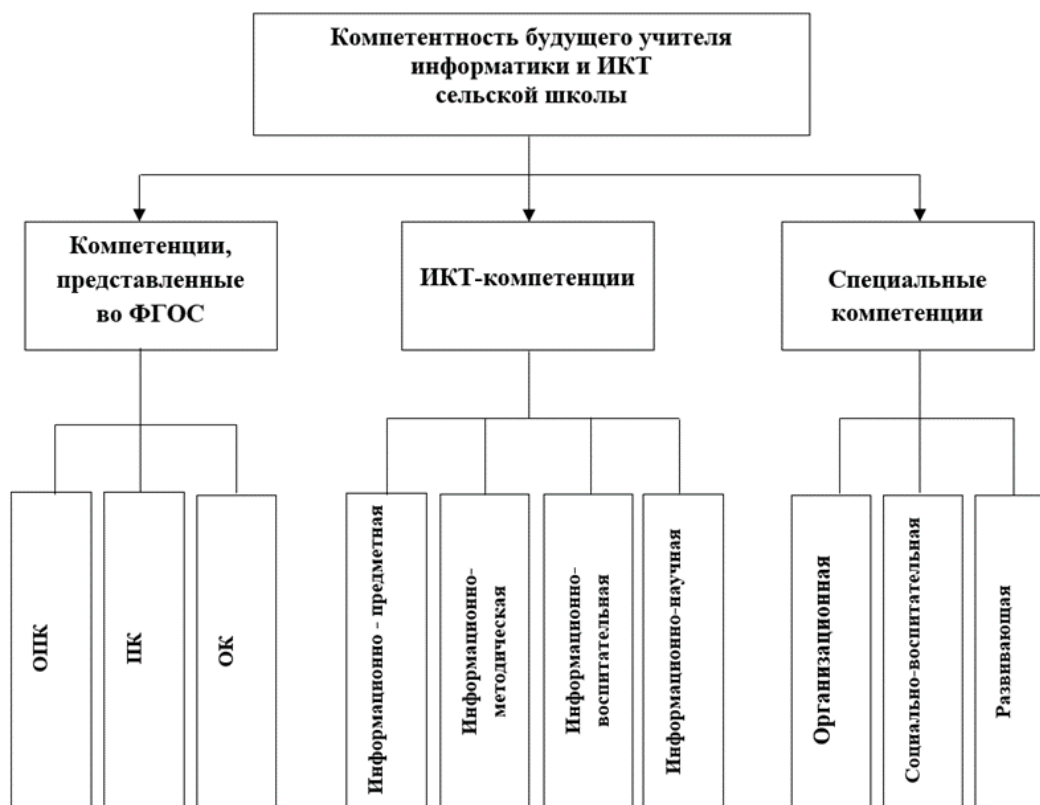 Компетентность будущего учителя
информатики и ИКТ
сельской школы
Компетенции,
представленные
во ФГОС
ИКТ-компетенции
Специальные
компетенции
ОПК
ПК
ОК
Информационно - предметная
Информационно-
методическая
Информационно-
воспитательная
Информационно-научная
Организационная
Социально-воспитательная
Развивающая